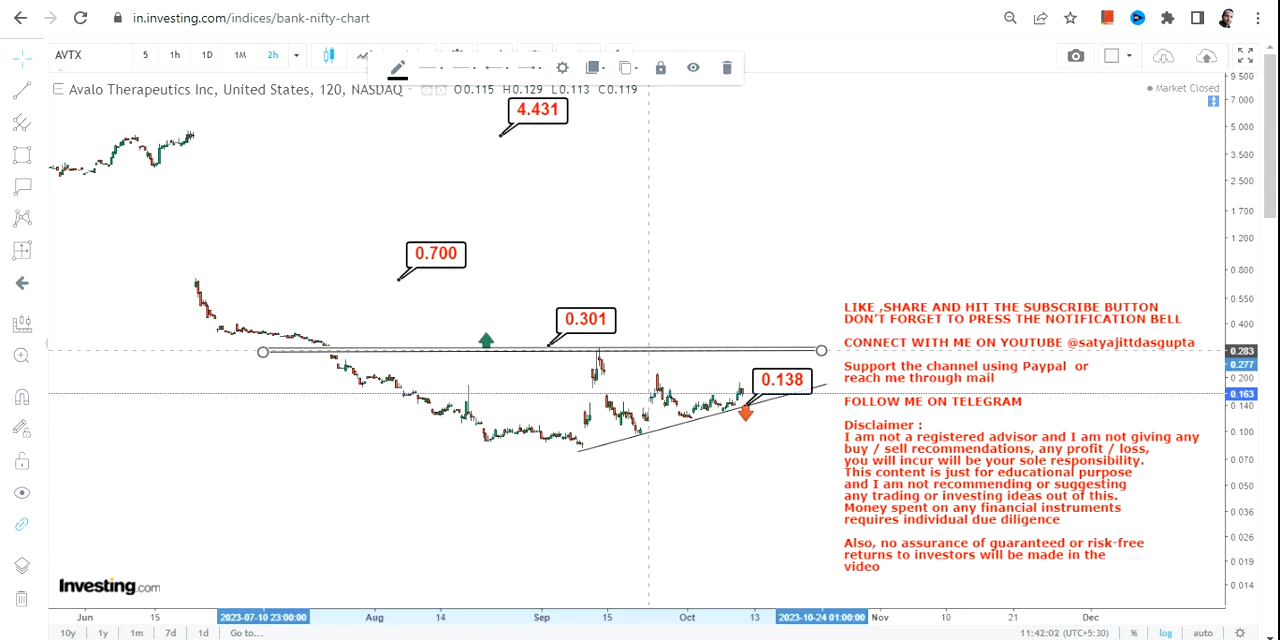 in.investing.com/indices/bank-nifty-chart
AVTX 5 1h 1D 1M 2h
Avalo Therapeutics Inc, United States, 120, NASDAQ O0.115 H0.129 L0.113 C0.119
Market Closed
4.431
0.700
0.301
0.138
LIKE ,SHARE AND HIT THE SUBSCRIBE BUTTON
DON'T FORGET TO PRESS THE NOTIFICATION BELL
CONNECT WITH ME ON YOUTUBE @satyajittdasgupta
Support the channel using Paypal or
reach me through mail
FOLLOW ME ON TELEGRAM
Disclaimer :
I am not a registered advisor and I am not giving any
buy / sell recommendations, any profit / loss,
you will incur will be your sole responsibility.
This content is just for educational purpose
and I am not recommending or suggesting
any trading or investing ideas out of this.
Money spent on any financial instruments
requires individual due diligence
Also, no assurance of guaranteed or risk-free
returns to investors will be made in the
video
9.500
7.000
5.000
3.500
2.500
1.700
1.200
0.800
0.550
0.400
0.283
0.277
0.200
0.163
0.140
0.100
0.070
0.050
0.036
0.026
0.019
0.014
Investing.com
Jun 15 2023-07-10 23:00:00 Aug 14 Sep 15 Oct 13 2023-10-24 01:00:00 Nov 10 21 Dec
10y 1y 1m 7d 1d Go to... 11:42:02 (UTC+5:30) % log auto